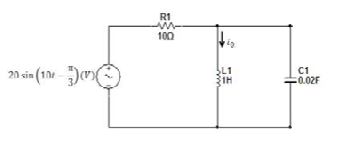 R1
10Ω
i₀
20 sin(10t − π/3)(V)
L1
1H
C1
0.02F